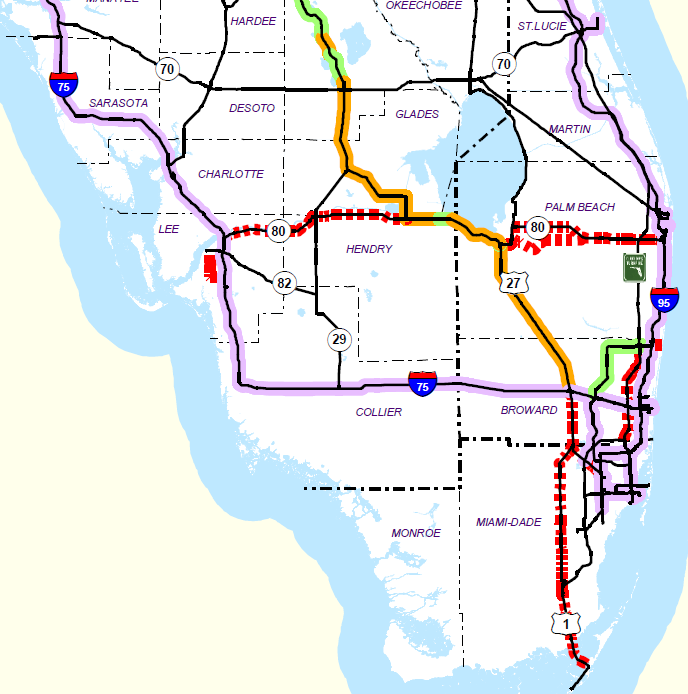 MANATEE
HARDEE
OKEECHOBEE
ST.LUCIE
70
70
75
SARASOTA
DESOTO
GLADES
MARTIN
CHARLOTTE
PALM BEACH
LEE
80
80
HENDRY
82
27
95
29
75
COLLIER
BROWARD
MIAMI-DADE
MONROE
1